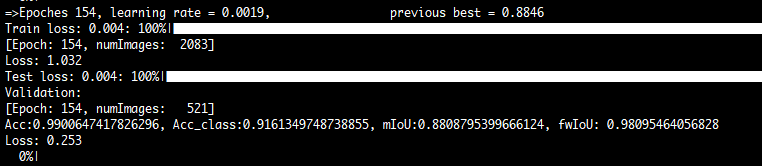 =>Epoches 154, learning rate = 0.0019, previous best = 0.8846
Train loss: 0.004: 100%|
[Epoch: 154, numImages: 2083]
Loss: 1.032
Test loss: 0.004: 100%|
Validation:
[Epoch: 154, numImages: 521]
Acc:0.9900647417826296, Acc_class:0.9161349748738855, mIoU:0.8808795399666124, fwIoU: 0.98095464056828
Loss: 0.253
0%|